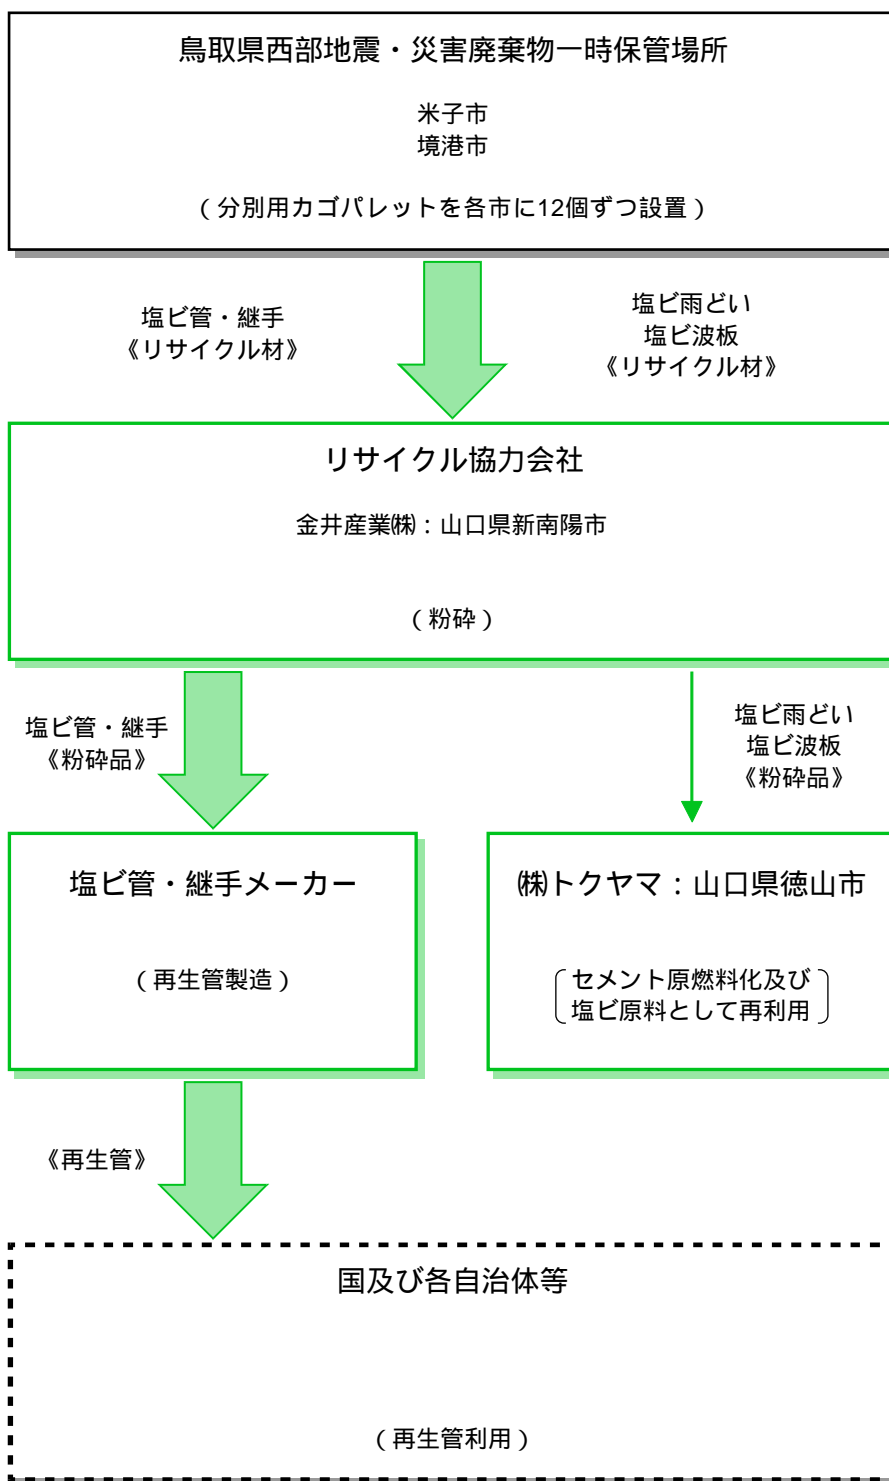 鳥取県西部地震・災害廃棄物一時保管場所
米子市
境港市
（分別用カゴパレットを各市に12個ずつ設置）
塩ビ管・継手
《リサイクル材》
塩ビ雨どい
塩ビ波板
《リサイクル材》
リサイクル協力会社
金井産業㈱：山口県新南陽市
（粉砕）
塩ビ管・継手
《粉砕品》
塩ビ雨どい
塩ビ波板
《粉砕品》
塩ビ管・継手メーカー
（再生管製造）
㈱トクヤマ：山口県徳山市
セメント原燃料化及び
塩ビ原料として再利用
《再生管》
国及び各自治体等
（再生管利用）